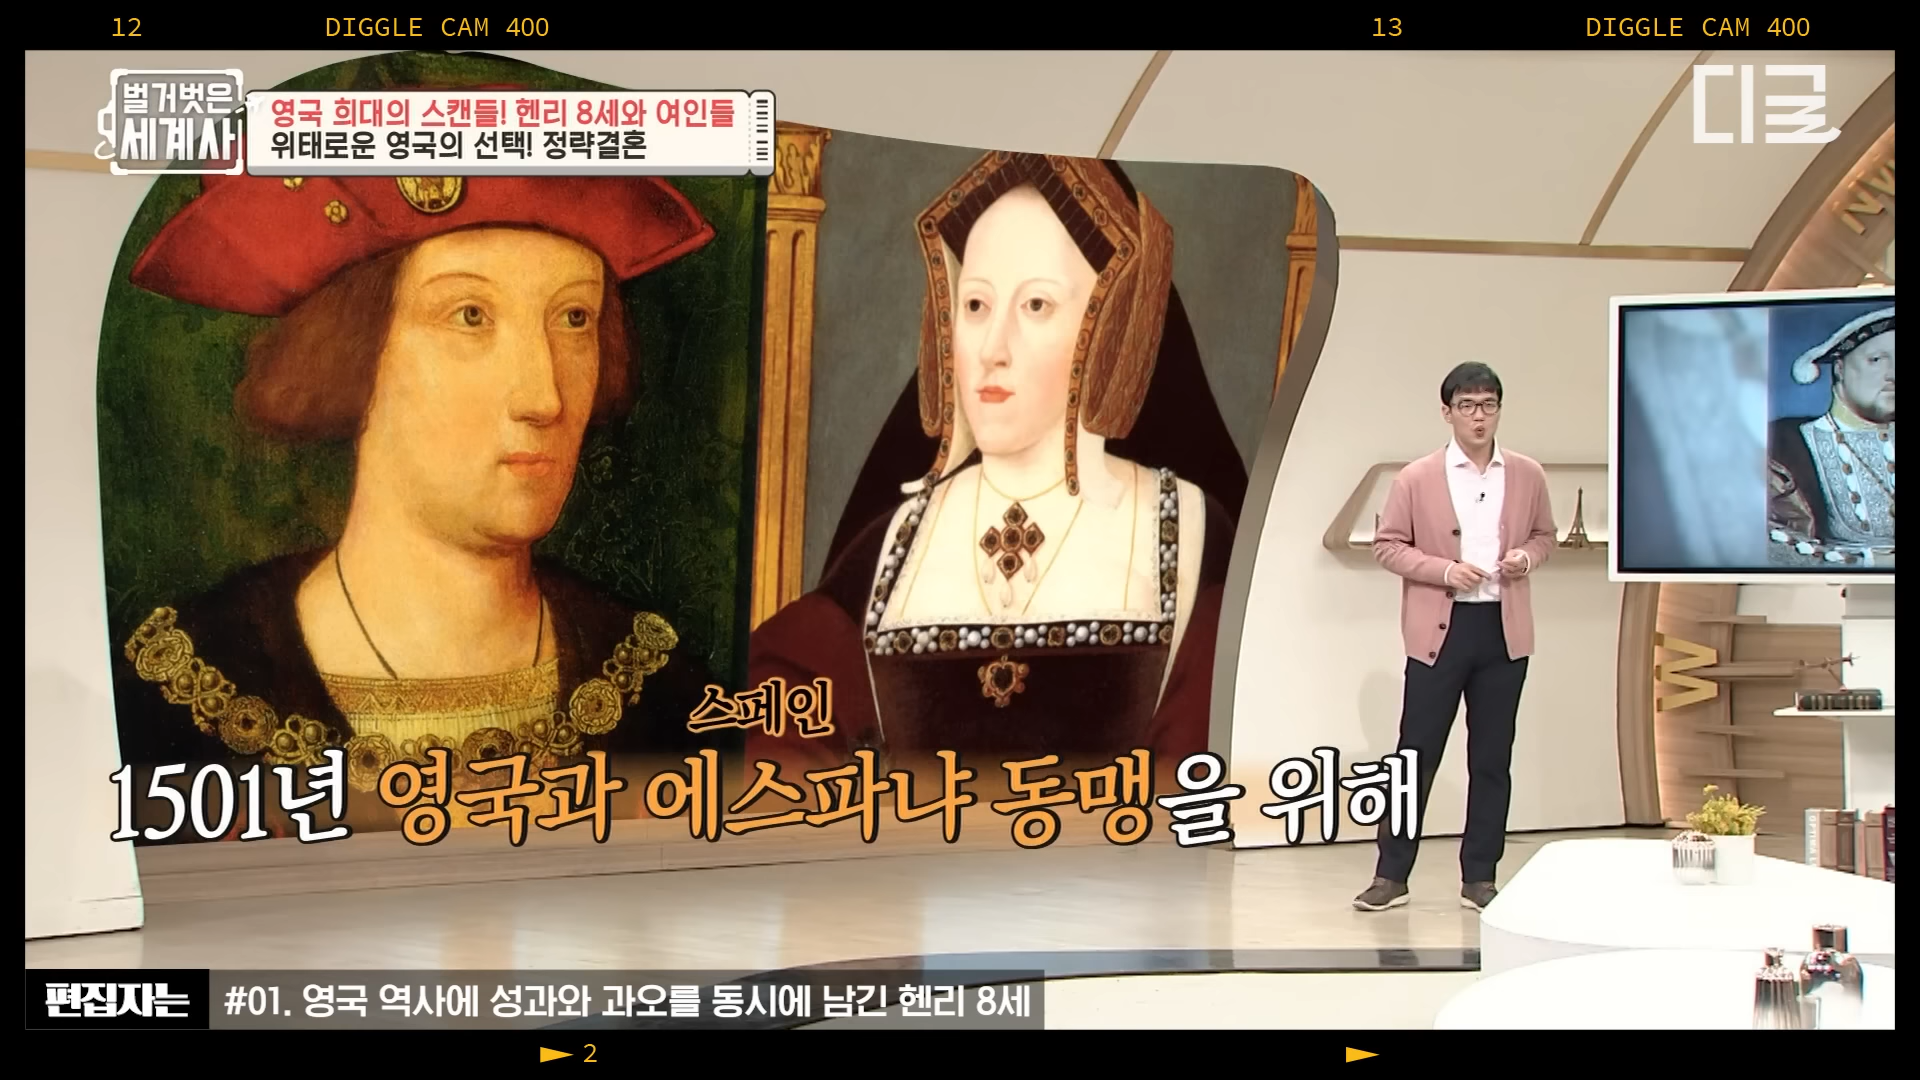 12 DIGGLE CAM 400 13 DIGGLE CAM 400
벌거벗은
세계사
영국 희대의 스캔들! 헨리 8세와 여인들
위태로운 영국의 선택! 정략결혼
디글
스페인
1501년 영국과 에스파냐 동맹을 위해
W
편집자는
#01. 영국 역사에 성과와 과오를 동시에 남긴 헨리 8세
2